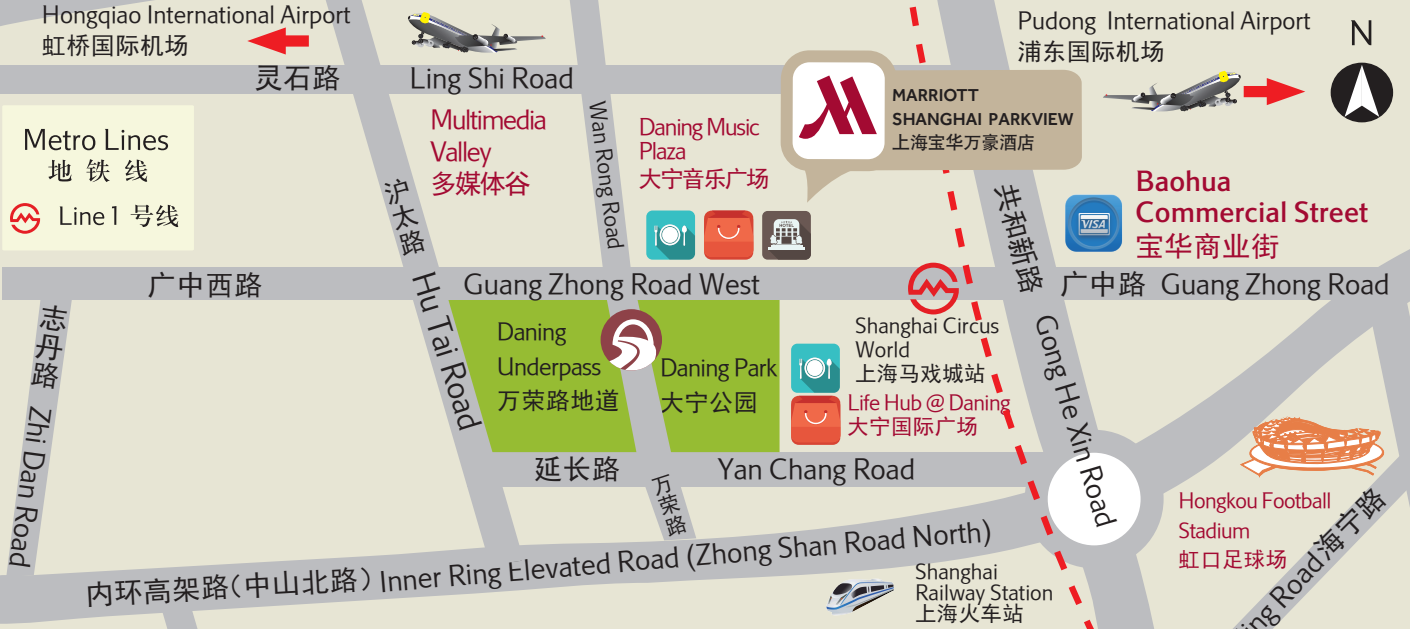 Hongqiao International Airport
虹桥国际机场
Pudong International Airport
浦东国际机场
N
灵石路
Ling Shi Road
MARRIOTT
SHANGHAI PARKVIEW
上海宝华万豪酒店
Metro Lines
地铁线
Line1 号线
Multimedia
Valley
多媒体谷
Wan Rong Road
Daning Music
Plaza
大宁音乐广场
HOTEL
沪太路 Hu Tai Road
共和新路 Gong He Xin Road
VISA
Baohua
Commercial Street
宝华商业街
广中西路
Guang Zhong Road West
广中路 Guang Zhong Road
志丹路 Zhi Dan Road
Daning
Underpass
万荣路地道
Daning Park
大宁公园
Shanghai Circus
World
上海马戏城站
Life Hub @ Daning
大宁国际广场
延长路
Yan Chang Road
万荣路
Hongkou Football
Stadium
虹口足球场
Road海宁路
内环高架路(中山北路) Inner Ring Elevated Road (Zhong Shan Road North)
Shanghai
Railway Station
上海火车站